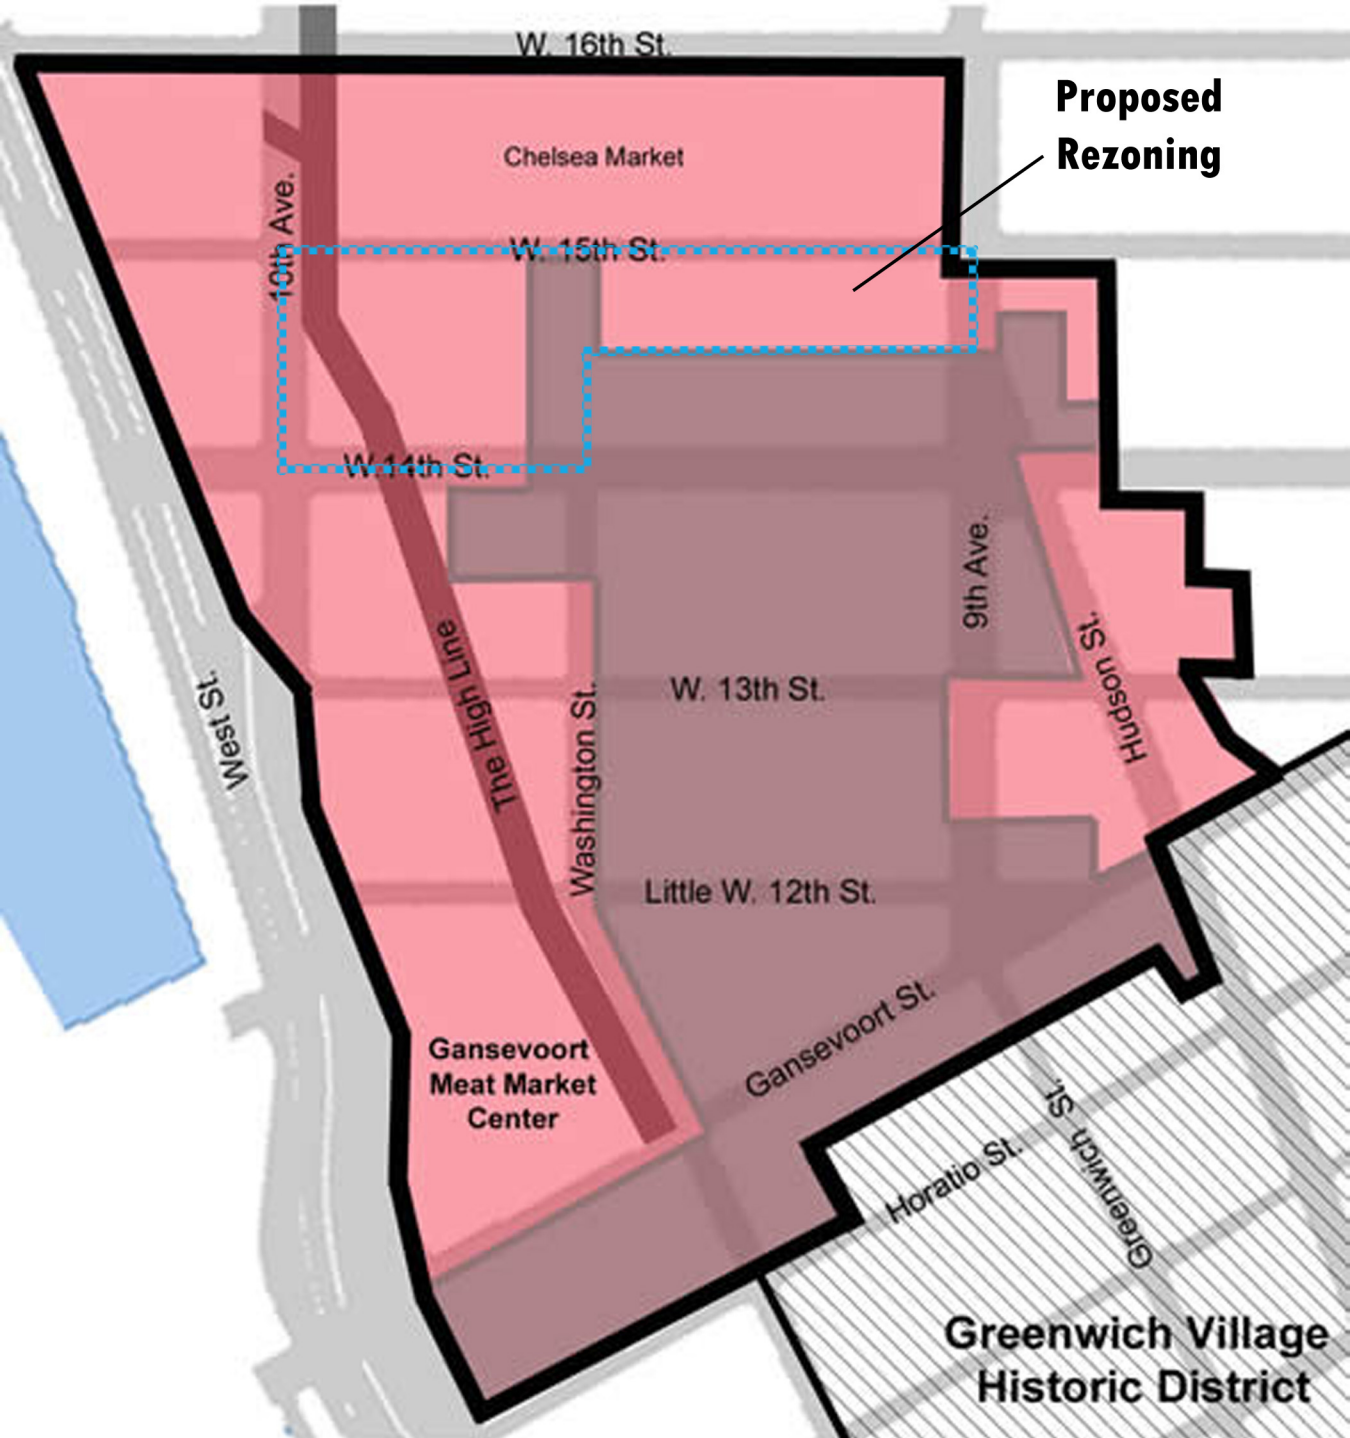 W. 16th St.
Proposed
Rezoning
Chelsea Market
10th Ave.
W. 15th St.
W.14th St.
9th Ave.
Hudson St.
West St.
The High Line
Washington St.
W. 13th St.
Little W. 12th St.
Gansevoort St.
Gansevoort
Meat Market
Center
Horatio St.
Greenwich St.
Greenwich Village
Historic District